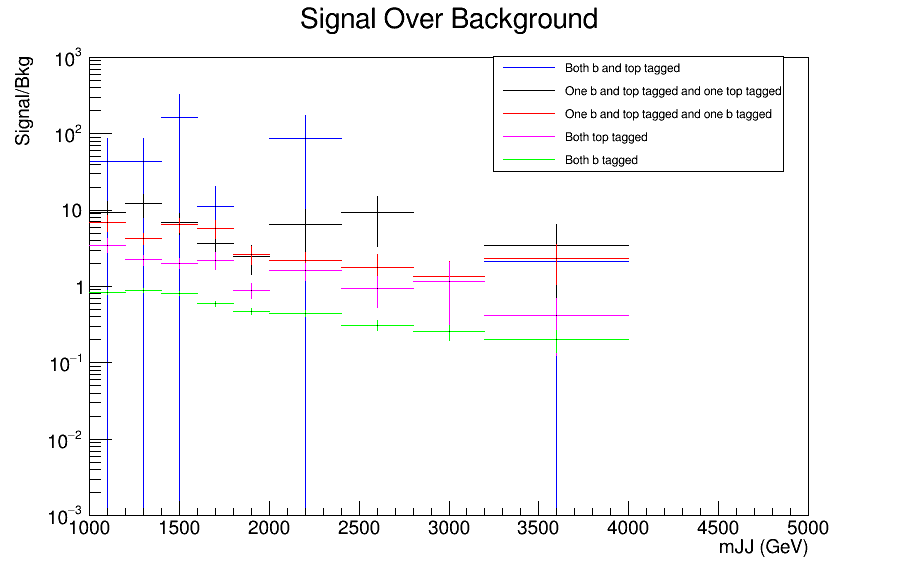 Signal Over Background
Signal/Bkg
10³
10²
10
1
10⁻¹
10⁻²
10⁻³
Both b and top tagged
One b and top tagged and one top tagged
One b and top tagged and one b tagged
Both top tagged
Both b tagged
1000 1500 2000 2500 3000 3500 4000 4500 5000
mJJ (GeV)